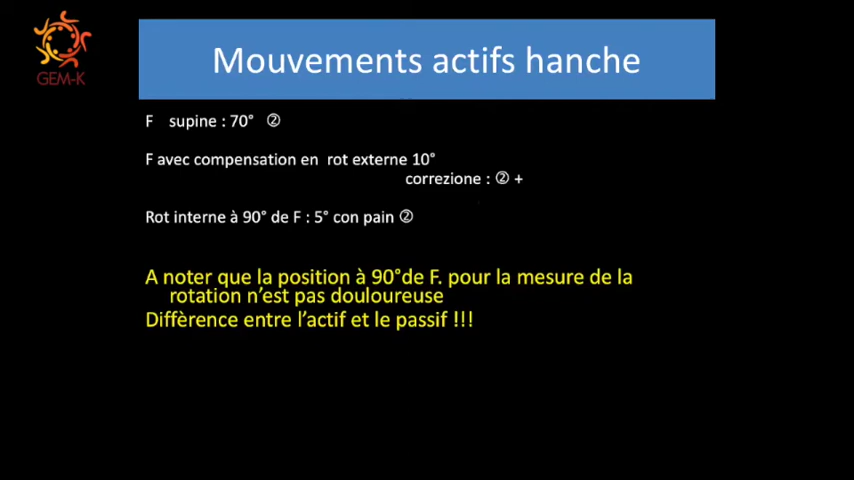 GEM-K
Mouvements actifs hanche
F supine : 70° ②
F avec compensation en rot externe 10°
correzione : ② +
Rot interne à 90° de F : 5° con pain ②
A noter que la position à 90°de F. pour la mesure de la
rotation n’est pas douloureuse
Diffèrence entre l’actif et le passif !!!